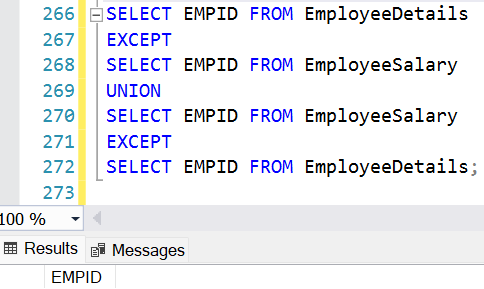 266 SELECT EMPID FROM EmployeeDetails
267 EXCEPT
268 SELECT EMPID FROM EmployeeSalary
269 UNION
270 SELECT EMPID FROM EmployeeSalary
271 EXCEPT
272 SELECT EMPID FROM EmployeeDetails;
273
100 %
Results Messages
EMPID